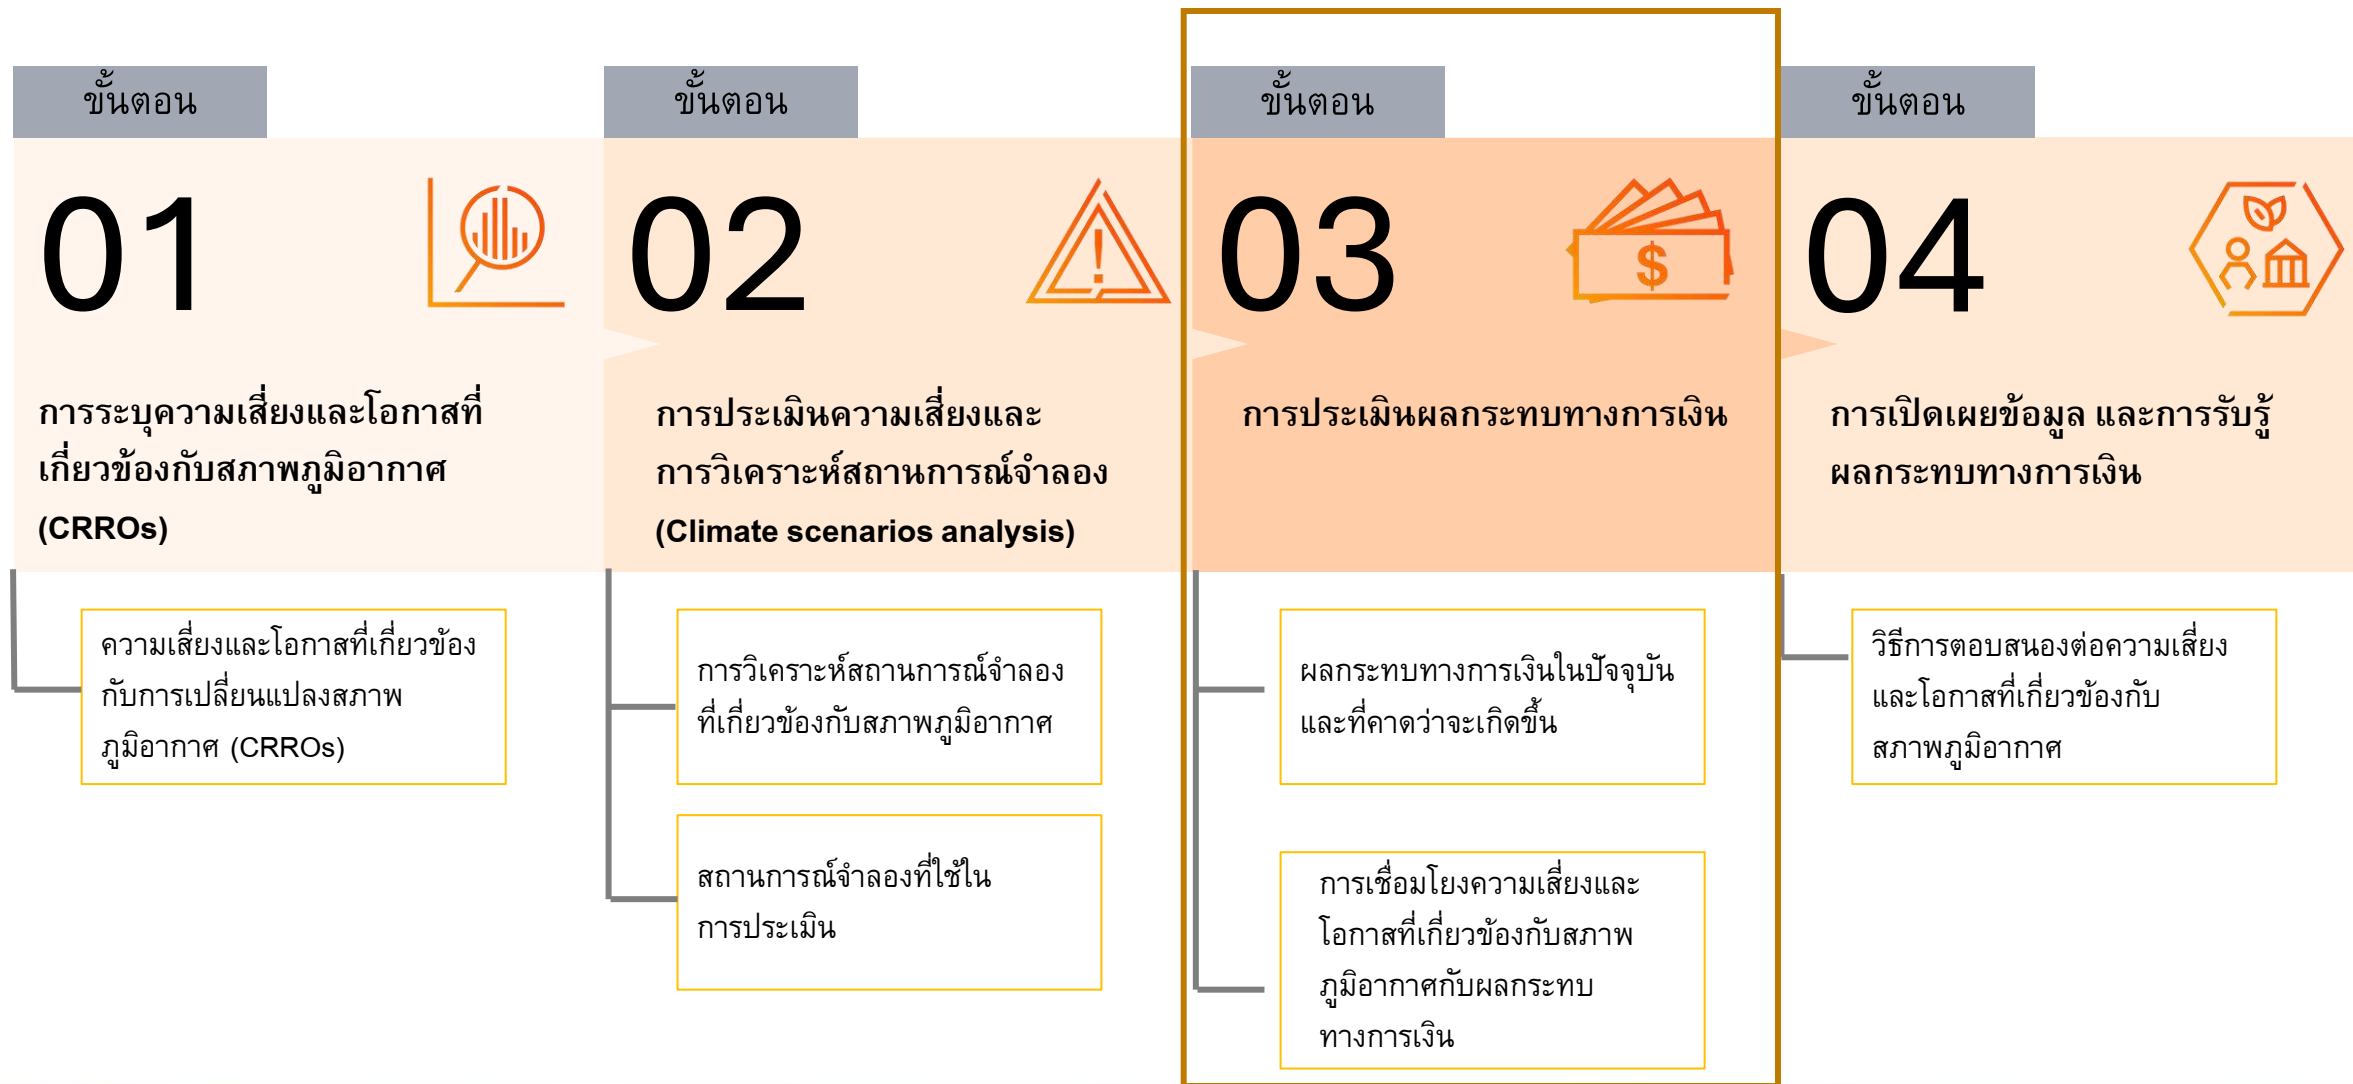 ขั้นตอน
01
การระบุความเสี่ยงและโอกาสที่
เกี่ยวข้องกับสภาพภูมิอากาศ
(CRROs)
ความเสี่ยงและโอกาสที่เกี่ยวข้อง
กับการเปลี่ยนแปลงสภาพ
ภูมิอากาศ (CRROs)
ขั้นตอน
02
การประเมินความเสี่ยงและ
การวิเคราะห์สถานการณ์จำลอง
(Climate scenarios analysis)
การวิเคราะห์สถานการณ์จำลอง
ที่เกี่ยวข้องกับสภาพภูมิอากาศ
สถานการณ์จำลองที่ใช้ใน
การประเมิน
ขั้นตอน
03
$
การประเมินผลกระทบทางการเงิน
ผลกระทบทางการเงินในปัจจุบัน
และที่คาดว่าจะเกิดขึ้น
การเชื่อมโยงความเสี่ยงและ
โอกาสที่เกี่ยวข้องกับสภาพ
ภูมิอากาศกับผลกระทบ
ทางการเงิน
ขั้นตอน
04
การเปิดเผยข้อมูล และการรับรู้
ผลกระทบทางการเงิน
วิธีการตอบสนองต่อความเสี่ยง
และโอกาสที่เกี่ยวข้องกับ
สภาพภูมิอากาศ